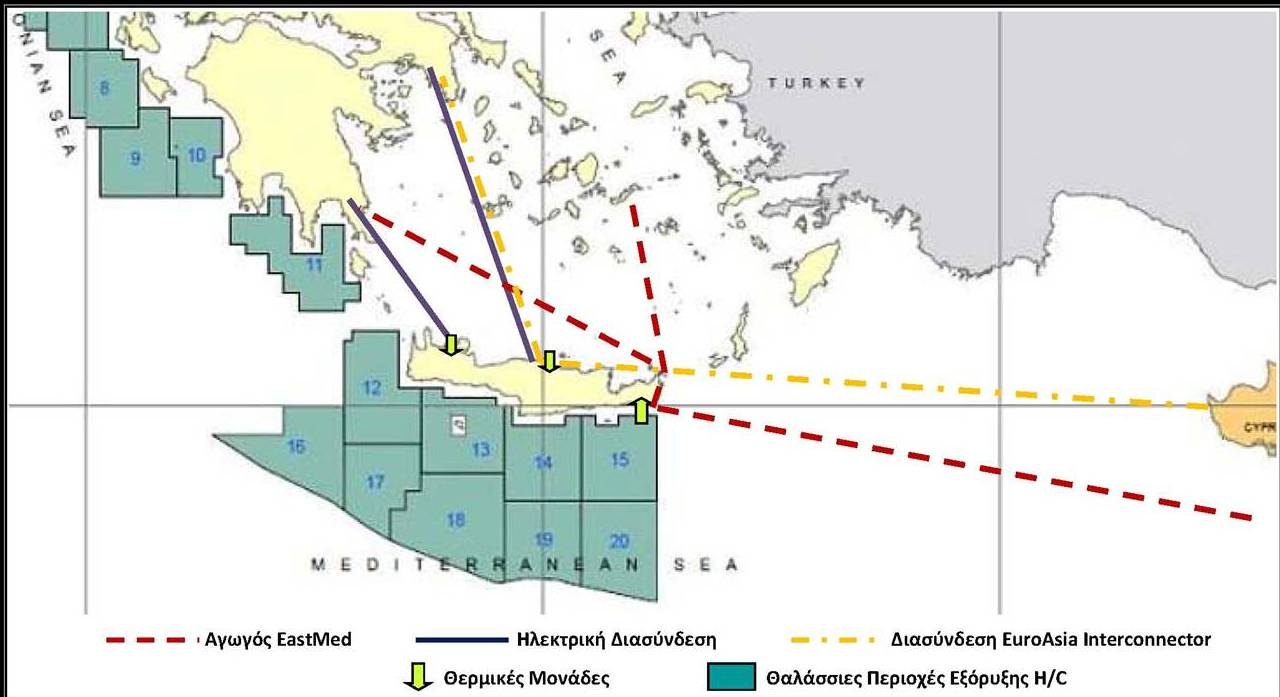 ONIAN SEA
SEA
TURKEY
8
9
10
11
12
CYPR
16
13
14
15
17
18
19
20
MEDITERRANEAN SEA
Αγωγός EastMed
Ηλεκτρική Διασύνδεση
Διασύνδεση EuroAsia Interconnector
Θερμικές Μονάδες
Θαλάσσιες Περιοχές Εξόρυξης H/C